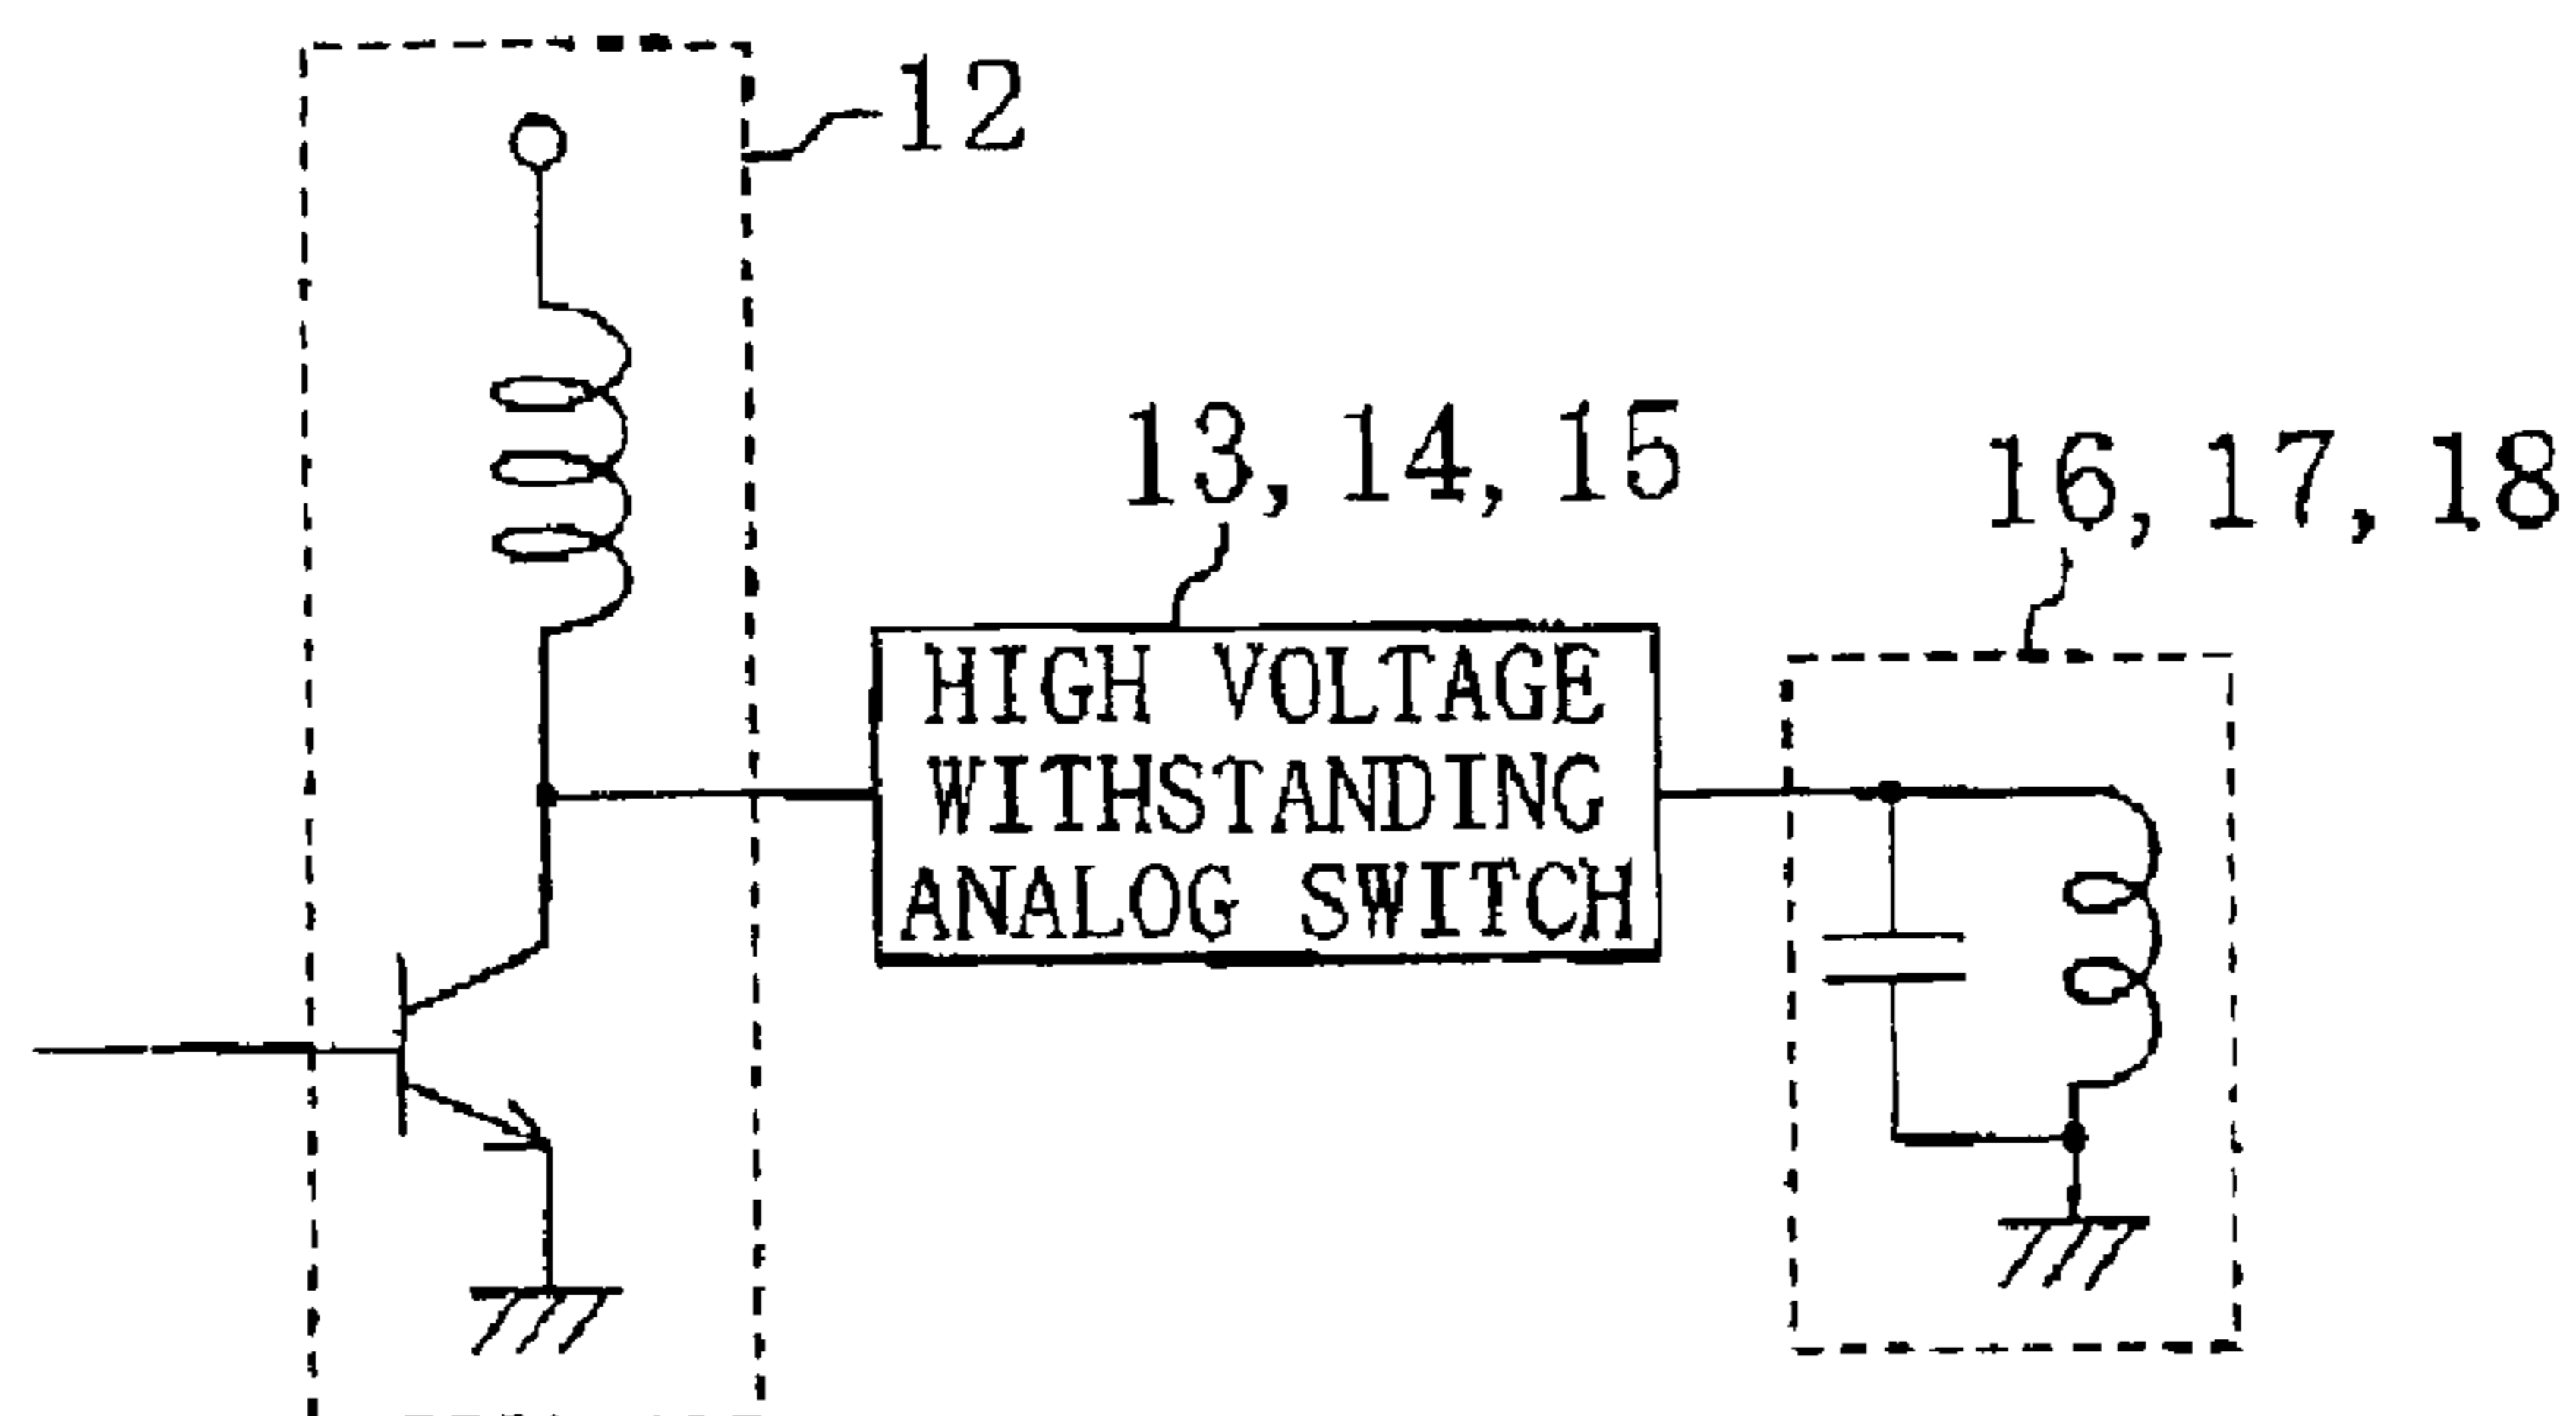 12
13, 14, 15
16, 17, 18
HIGH VOLTAGE
WITHSTANDING
ANALOG SWITCH